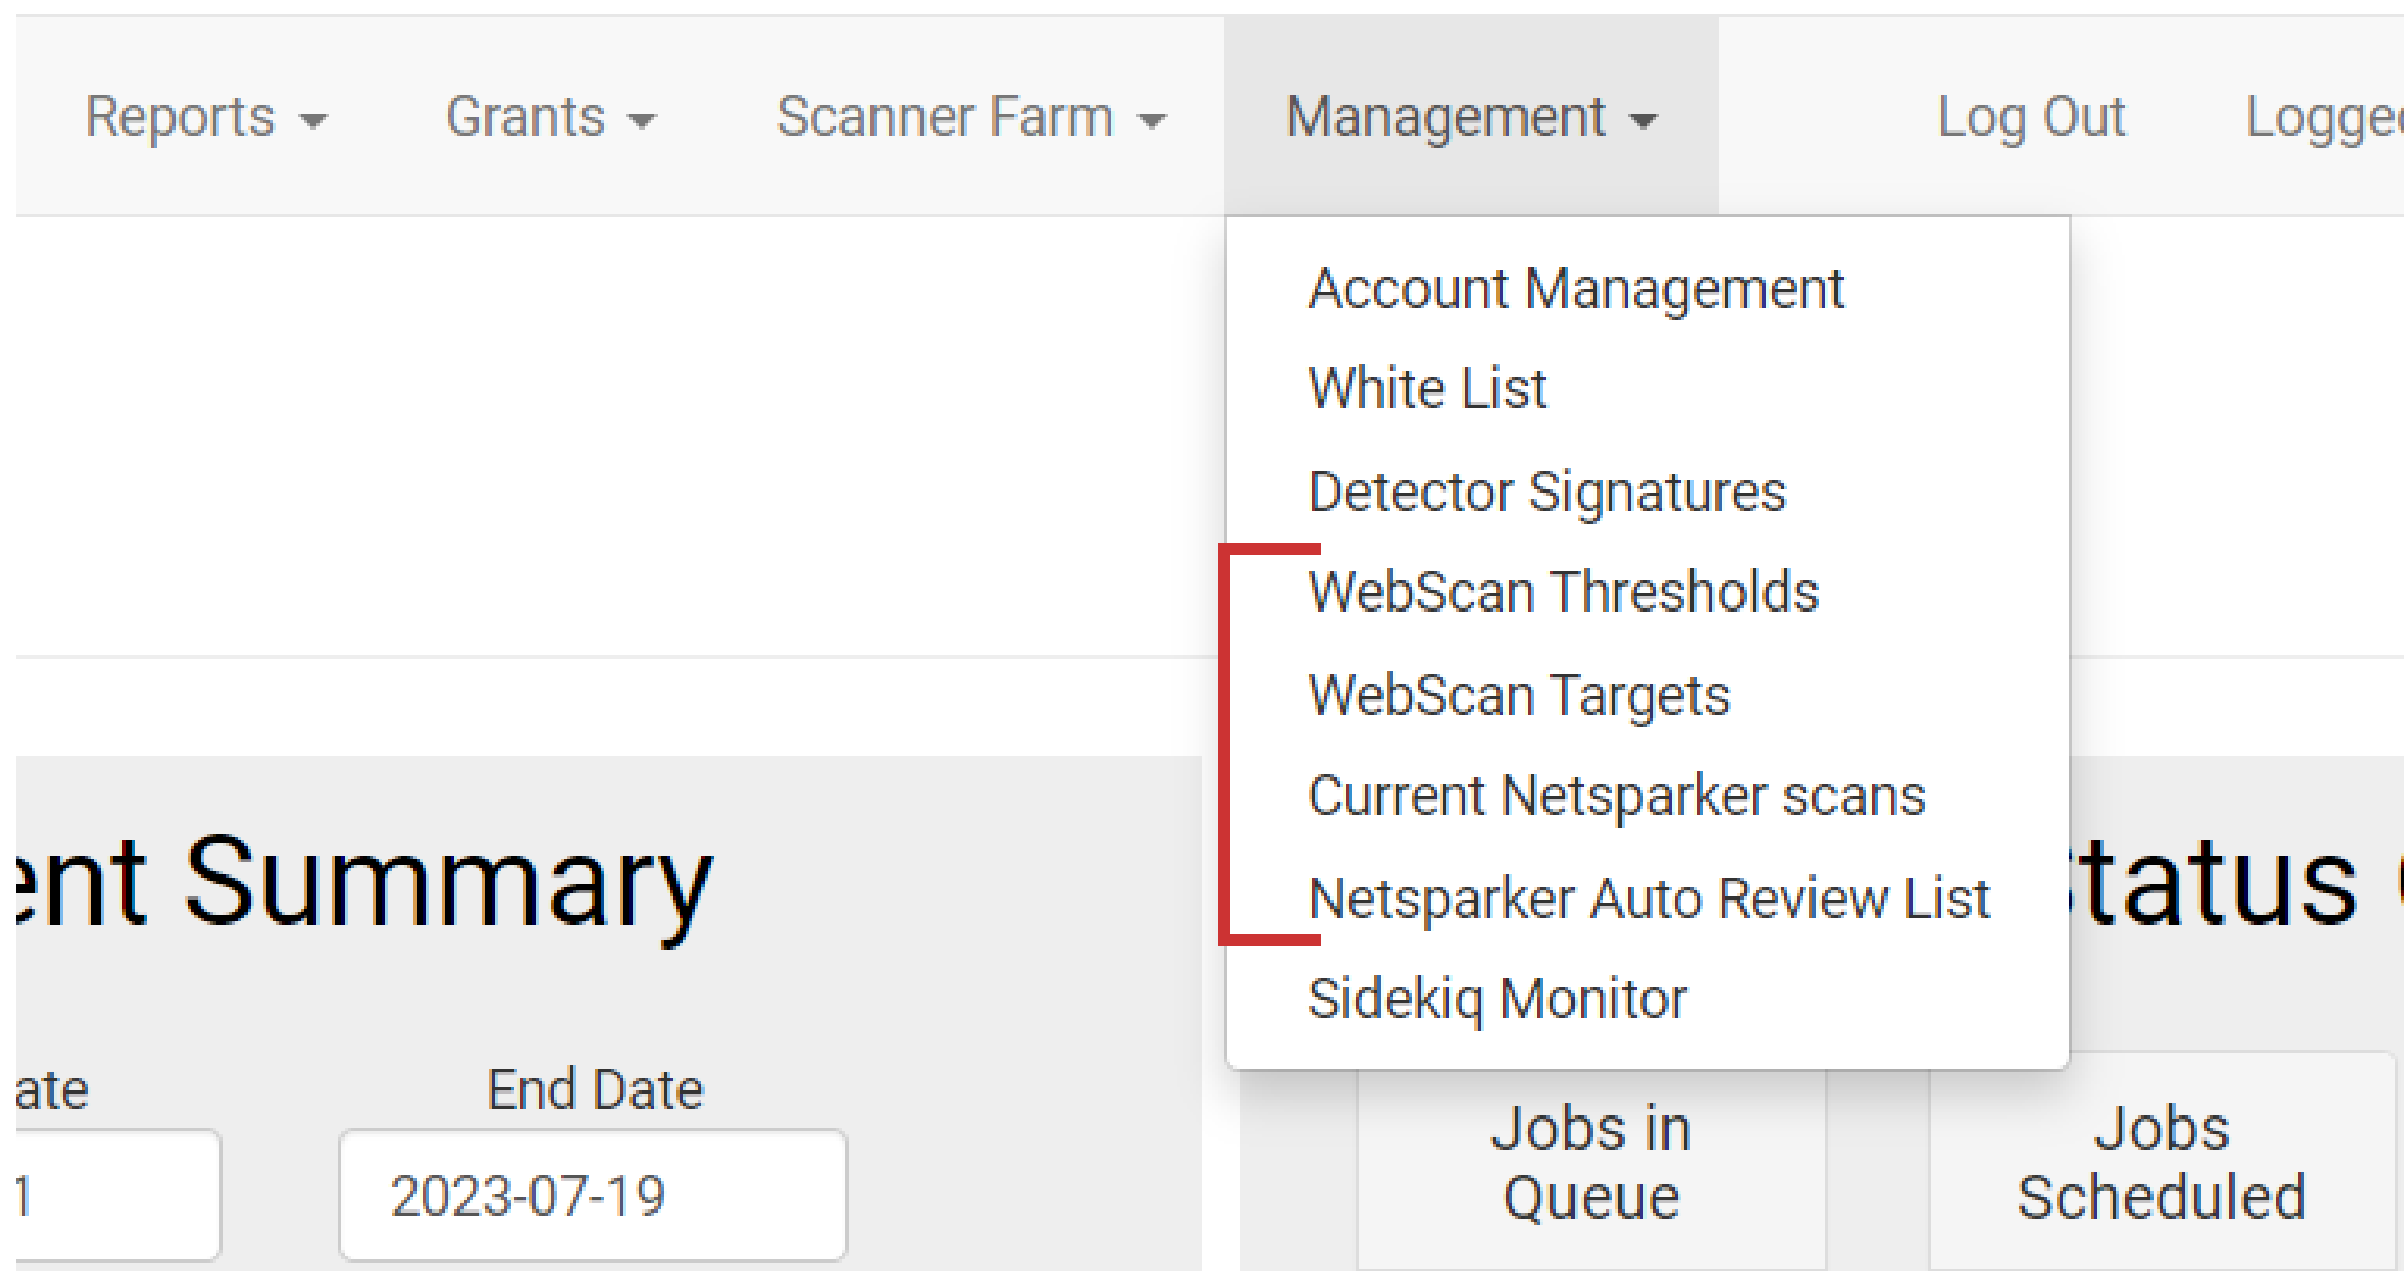 Reports
Grants
Scanner Farm
Management
Log Out
Account Management
White List
Detector Signatures
WebScan Thresholds
WebScan Targets
Current Netsparker scans
Netsparker Auto Review List
Sidekiq Monitor
Summary
End Date
2023-07-19
Jobs in
Queue
Jobs
Scheduled